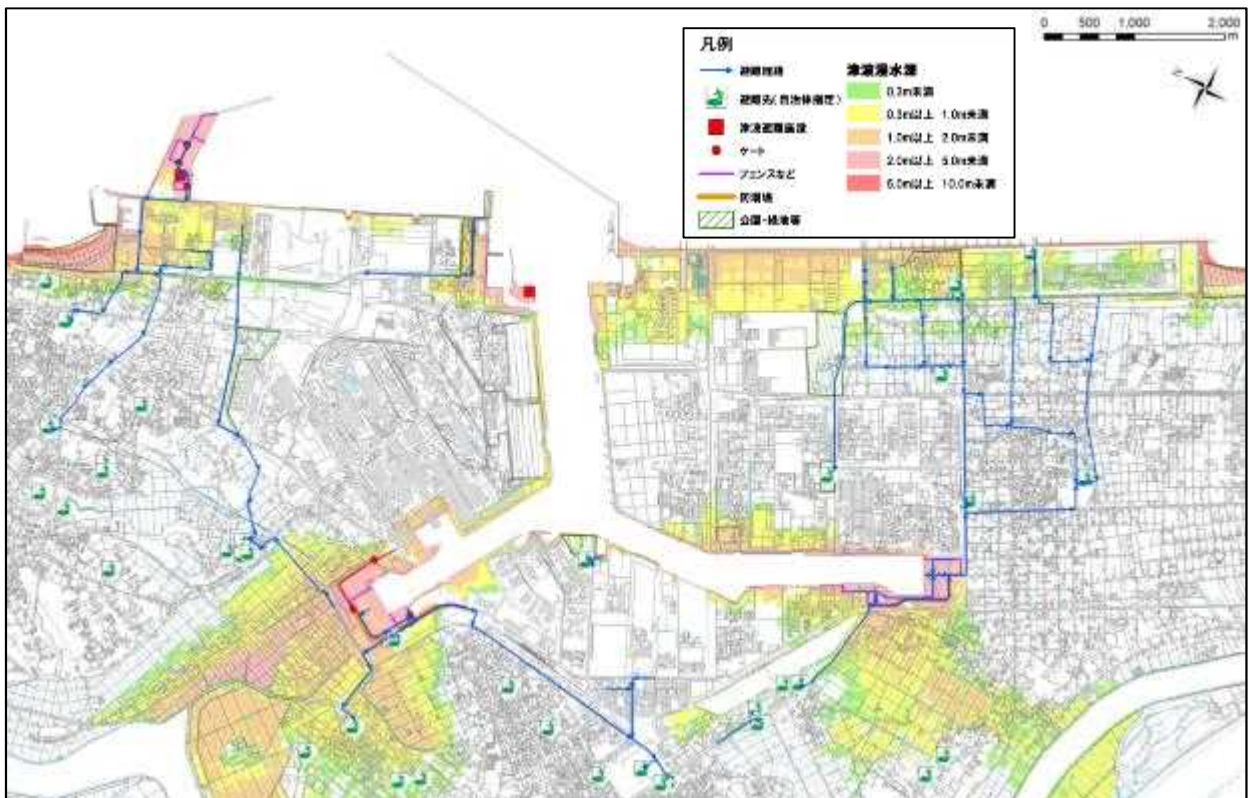 0 500 1,000 2,000
m
凡例
避難経路
避難先(自治体指定)
津波避難施設
ゲート
フェンスなど
防潮堤
公園・緑地等
津波浸水深
0.3m未満
0.3m以上 1.0m未満
1.0m以上 2.0m未満
2.0m以上 5.0m未満
5.0m以上 10.0m未満